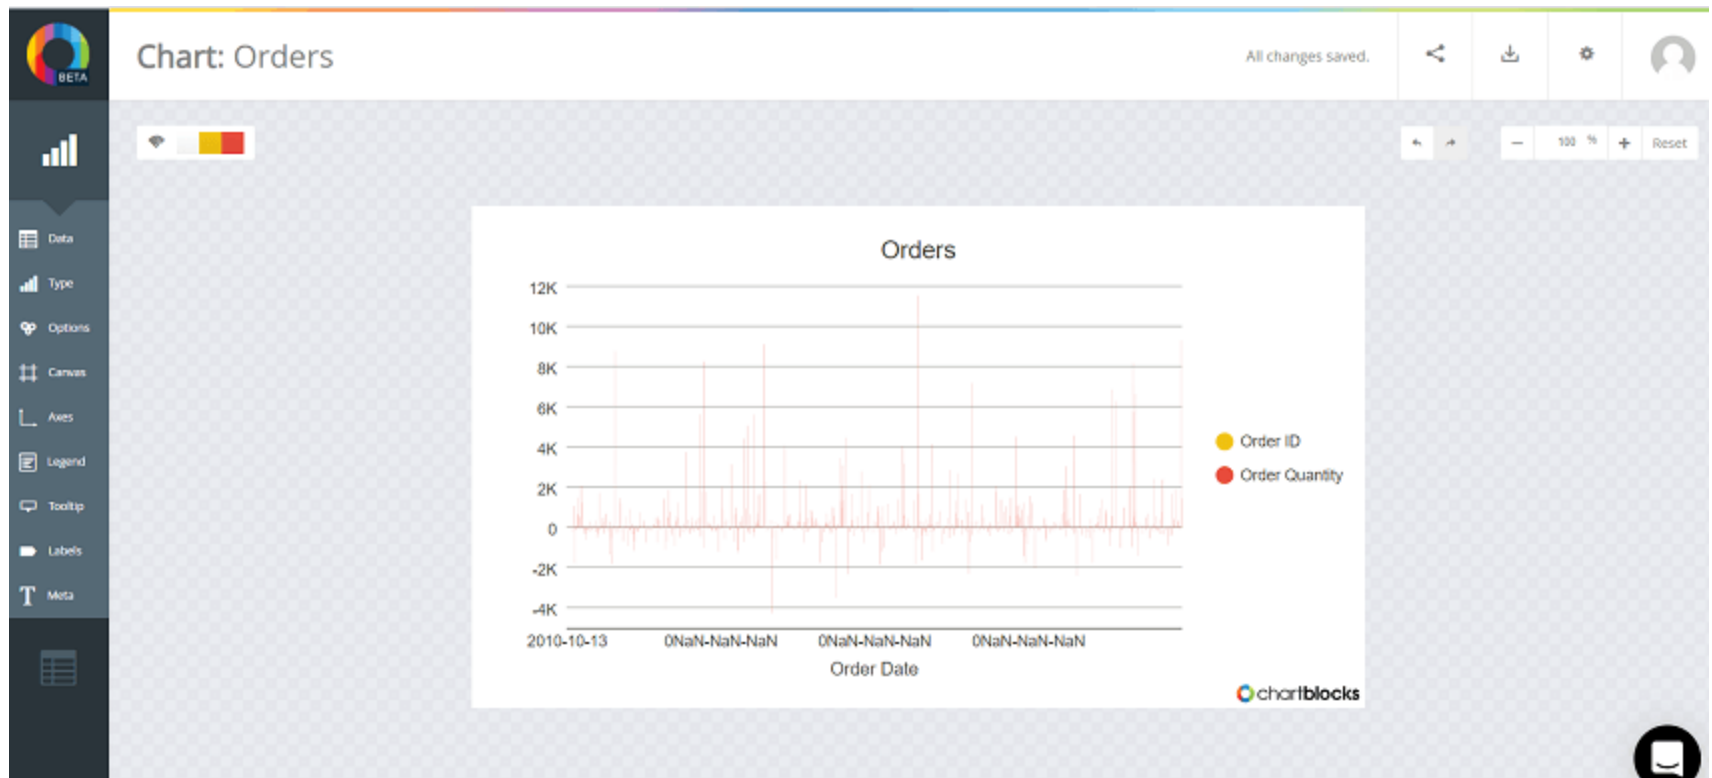 BETA
Chart: Orders
All changes saved.
100 %
Reset
Data
Type
Options
Canvas
Axes
Legend
Tooltip
Labels
T Meta
Orders
12K
10K
8K
6K
4K
2K
0
-2K
-4K
2010-10-13 0NaN-NaN-NaN 0NaN-NaN-NaN 0NaN-NaN-NaN
Order Date
Order ID
Order Quantity
chartblocks